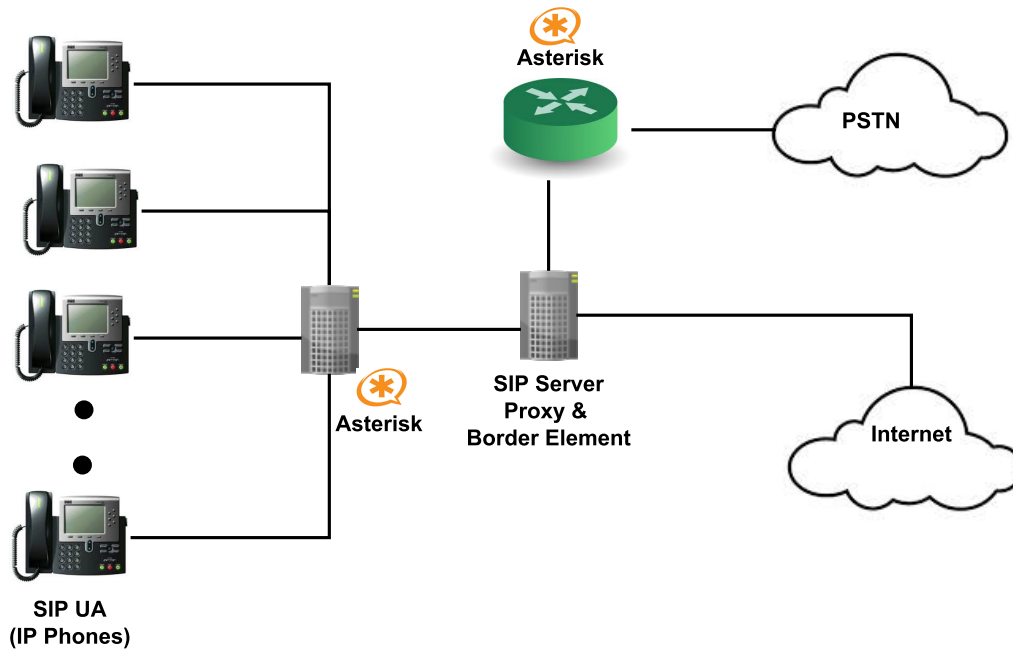 Asterisk
PSTN
Asterisk
SIP Server
Proxy &
Border Element
Internet
SIP UA
(IP Phones)